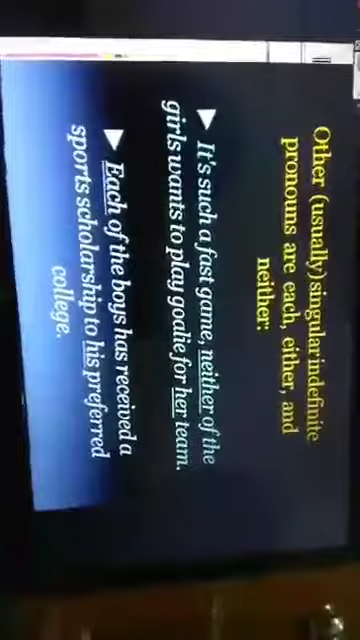 Other (usually) singular indefinite
pronouns are each, either, and
neither:
► It's such a fast game, neither of the
girls wants to play goalie for her team.
► Each of the boys has received a
sports scholarship to his preferred
college.